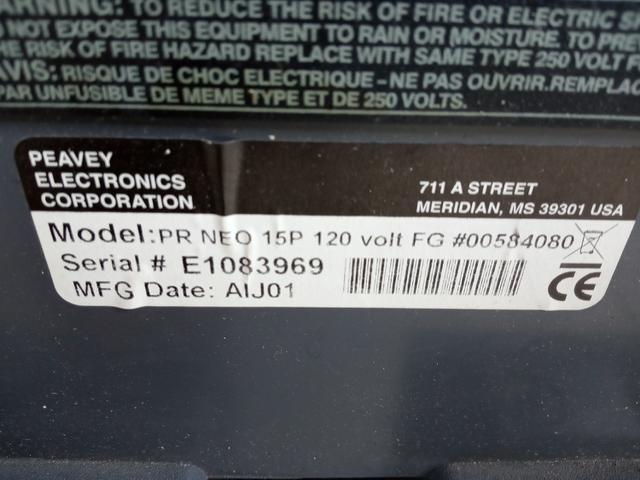 WARNING: TO REDUCE THE RISK OF FIRE OR ELECTRIC
NOT EXPOSE THIS EQUIPMENT TO RAIN OR MOISTURE. TO
THE RISK OF FIRE HAZARD REPLACE WITH SAME TYPE 250 VOLT
AVIS: RISQUE DE CHOC ELECTRIQUE - NE PAS OUVRIR. REMPLA
PAR UNFUSIBLE DE MEME TYPE ET DE 250 VOLTS.
PEAVEY
ELECTRONICS
CORPORATION
711 A STREET
MERIDIAN, MS 39301 USA
Model: PR NEO 15P 120 volt FG #00584080
Serial # E1083969
MFG Date: AIJ01
CE